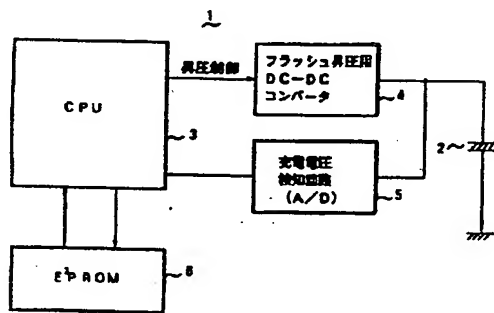 1
昇圧制御
フラッシュ昇圧用
DC-DC
コンバータ
4
CPU
3
2
充電電圧
検知回路
(A/D)
5
E²PROM
6